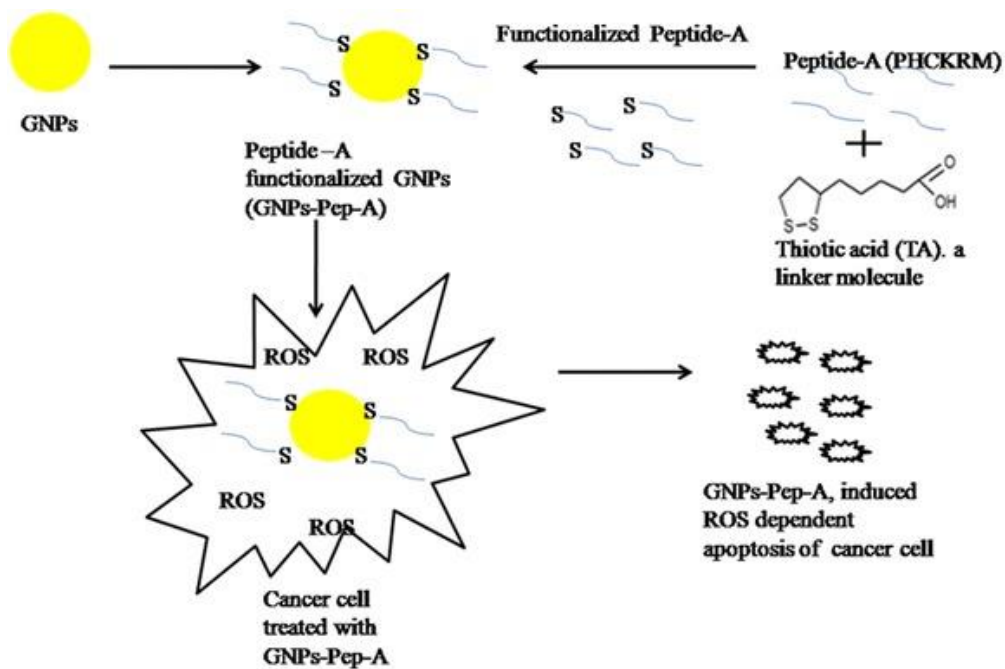 GNPs
S
S
S
S
Peptide –A
functionalized GNPs
(GNPs-Pep-A)
Functionalized Peptide-A
S
S
S
S
Peptide-A (PHCKRM)
+
O
OH
S-S
Thiotic acid (TA). a
linker molecule
ROS
ROS
S
S
S
S
ROS
ROS
Cancer cell
treated with
GNPs-Pep-A
GNPs-Pep-A, induced
ROS dependent
apoptosis of cancer cell